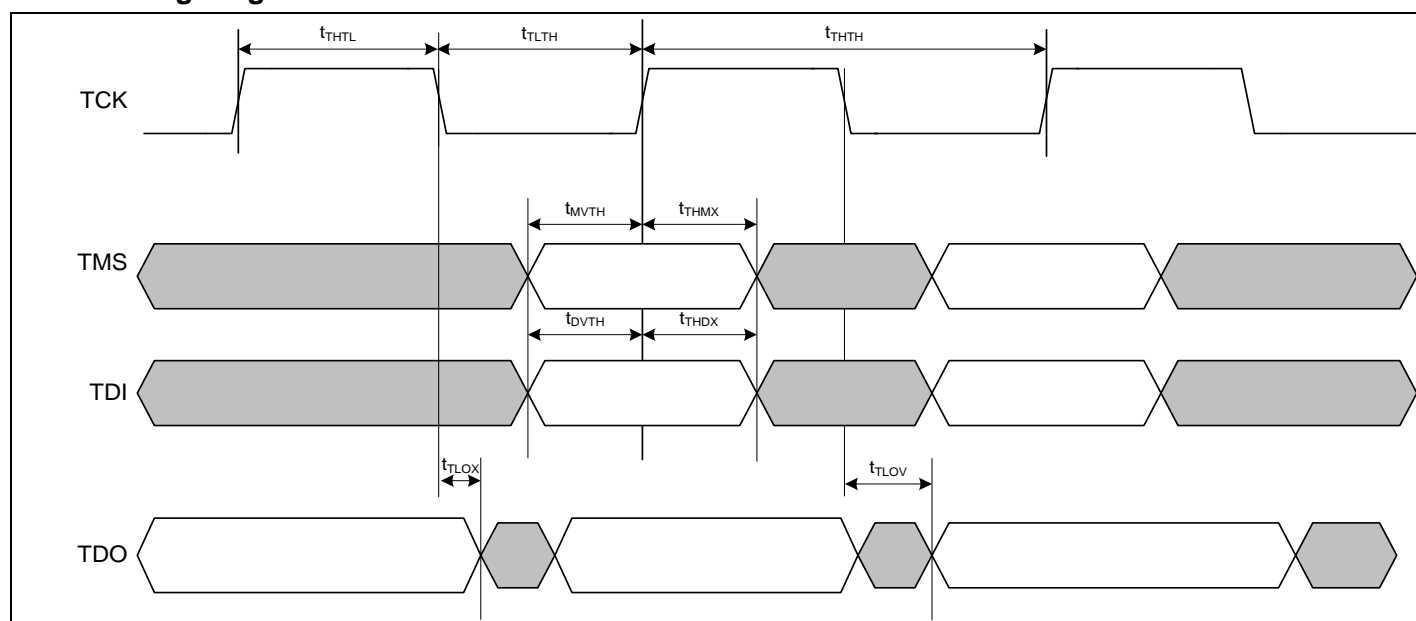 tTHTL tTLTH tTHTH
TCK
tMVTH tTHMX
TMS
tDVTH tTHDX
TDI
tTLOX tTLOV
TDO